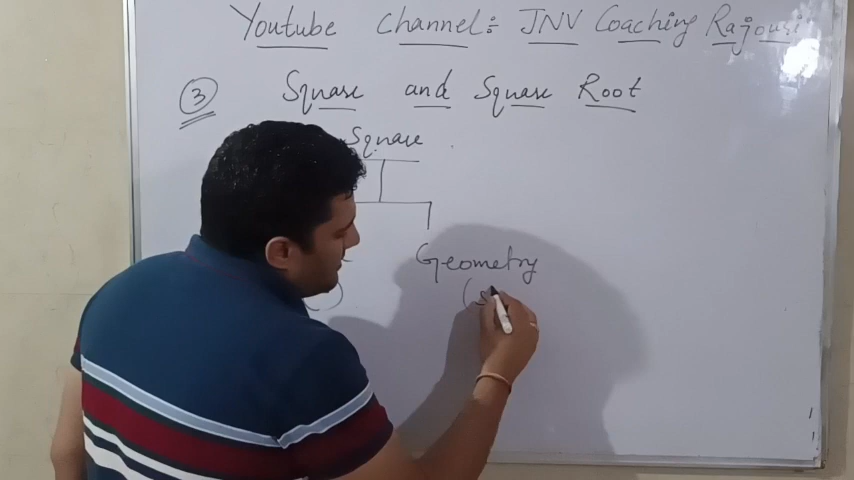 Youtube Channel:- JNV Coaching Rajouri
③ Square and Square Root
Square
Geometry
(s